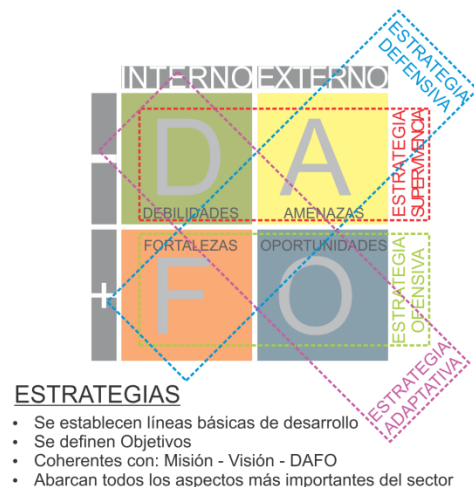 ESTRATEGIA
DEFENSIVA
INTERNO EXTERNO
-
D A
DEBILIDADES AMENAZAS
ESTRATEGIA
SUPERVIVENCIA
+
FORTALEZAS OPORTUNIDADES
F O
ESTRATEGIA
OFENSIVA
ESTRATEGIA
ADAPTATIVA
ESTRATEGIAS
• Se establecen líneas básicas de desarrollo
• Se definen Objetivos
• Coherentes con: Misión - Visión - DAFO
• Abarcan todos los aspectos más importantes del sector